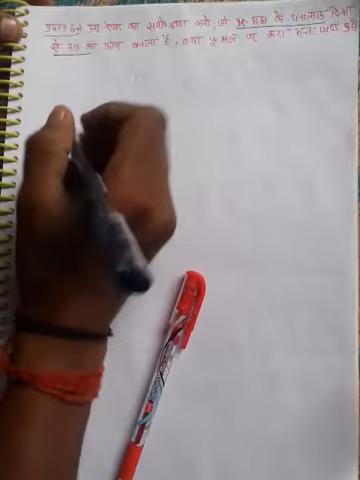 प्रश्न: 6→ उस रेखा का समीकरण ज्ञात करो, जो x- अक्ष के धनात्मक दिशा
से 30° का कोण बनाता है, तथा y-अक्ष पर कटा